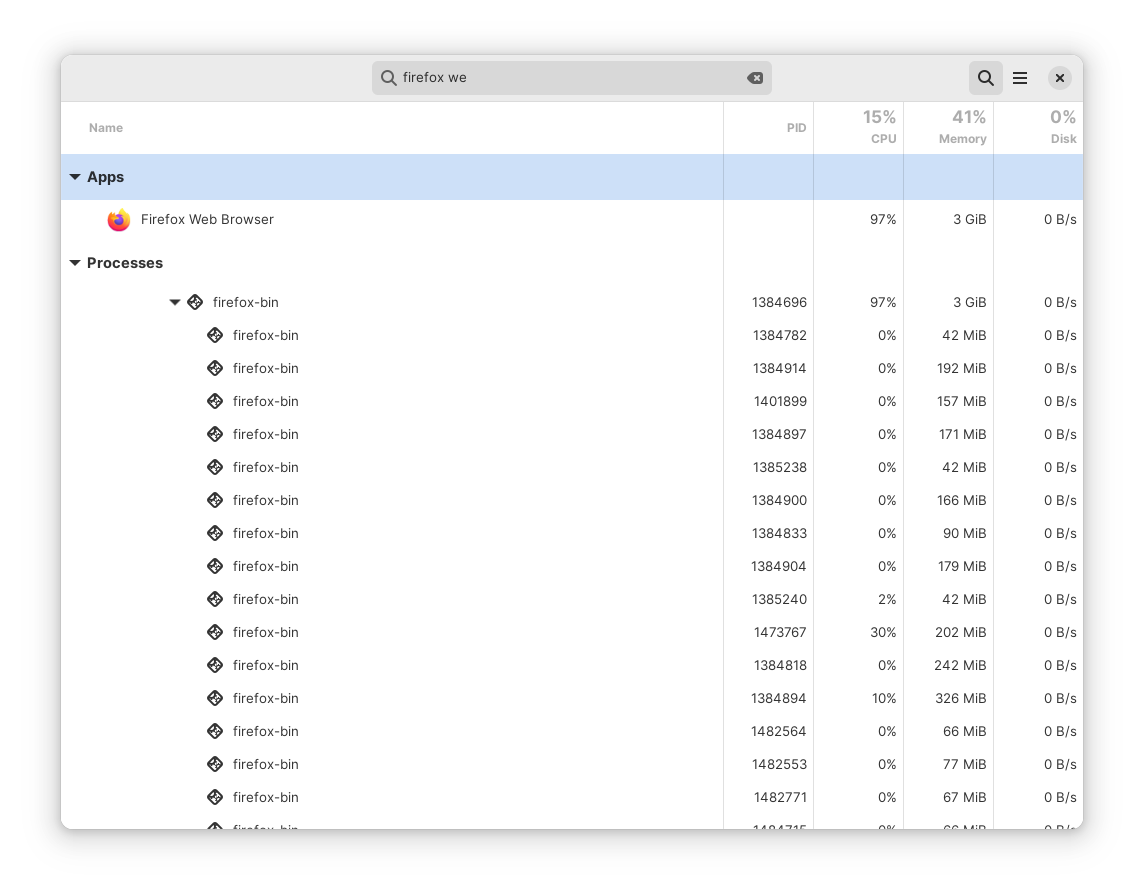 firefox we
Name PID 15% CPU 41% Memory 0% Disk
Apps
Firefox Web Browser 97% 3 GiB 0 B/s
Processes
firefox-bin 1384696 97% 3 GiB 0 B/s
firefox-bin 1384782 0% 42 MiB 0 B/s
firefox-bin 1384914 0% 192 MiB 0 B/s
firefox-bin 1401899 0% 157 MiB 0 B/s
firefox-bin 1384897 0% 171 MiB 0 B/s
firefox-bin 1385238 0% 42 MiB 0 B/s
firefox-bin 1384900 0% 166 MiB 0 B/s
firefox-bin 1384833 0% 90 MiB 0 B/s
firefox-bin 1384904 0% 179 MiB 0 B/s
firefox-bin 1385240 2% 42 MiB 0 B/s
firefox-bin 1473767 30% 202 MiB 0 B/s
firefox-bin 1384818 0% 242 MiB 0 B/s
firefox-bin 1384894 10% 326 MiB 0 B/s
firefox-bin 1482564 0% 66 MiB 0 B/s
firefox-bin 1482553 0% 77 MiB 0 B/s
firefox-bin 1482771 0% 67 MiB 0 B/s